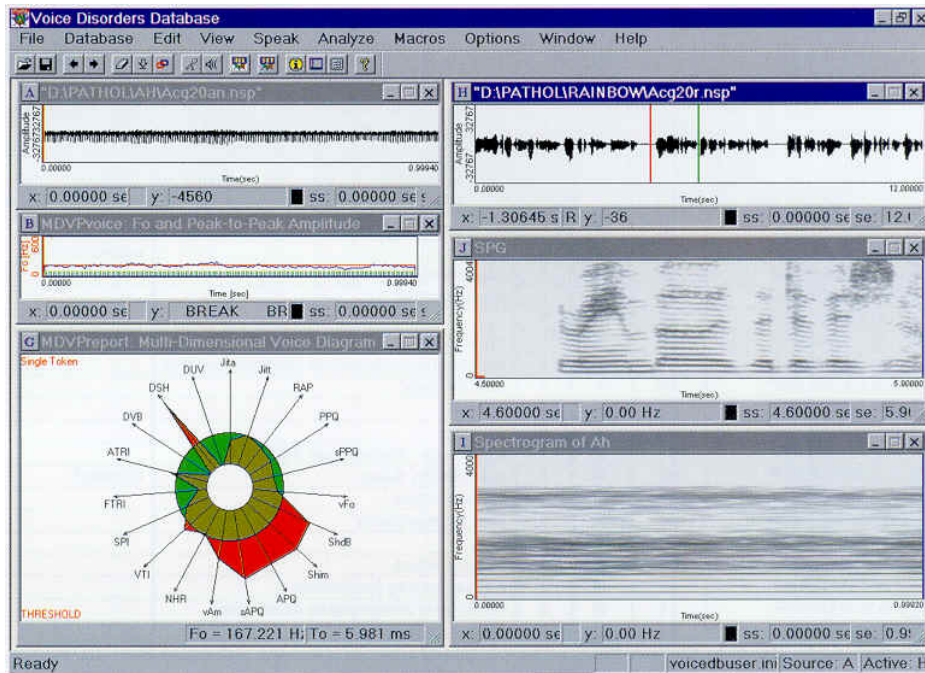 Voice Disorders Database
File Database Edit View Speak Analyze Macros Options Window Help
A "D:\PATHOL\AH\Acg20an.nsp"
Amplitude
-32767 32767
0.00000
0.99940
Time(sec)
x: 0.00000 se y: -4560 ss: 0.00000 se s
B MDVPvoice: Fo and Peak-to-Peak Amplitude
Fo [Hz]
0 600
0.00000
0.99940
Time [sec]
x: 0.00000 se y: BREAK BR ss: 0.00000 se
G MDVPreport: Multi-Dimensional Voice Diagram
Single Token
Jita
Jitt
RAP
PPQ
sPPQ
vFo
ShdB
Shim
APQ
sAPQ
vAm
NHR
VTI
SPI
FTRI
ATRI
DVB
DSH
DUV
THRESHOLD
Fo = 167.221 Hz To = 5.981 ms
H "D:\PATHOL\RAINBOW\Acg20r.nsp"
Amplitude
-32767 32767
0.00000
12.00000
Time(sec)
x: -1.30645 s R y: -36 ss: 0.00000 se se: 12.0
J SPG
Frequency(Hz)
0 4004
4.50000
5.90000
Time(sec)
x: 4.60000 se y: 0.00 Hz ss: 4.60000 se se: 5.90
I Spectrogram of Ah
Frequency(Hz)
0 4000
0.00000
0.99820
Time(sec)
x: 0.00000 se y: 0.00 Hz ss: 0.00000 se se: 0.99
Ready voicedbuser.ini Source: A Active: H